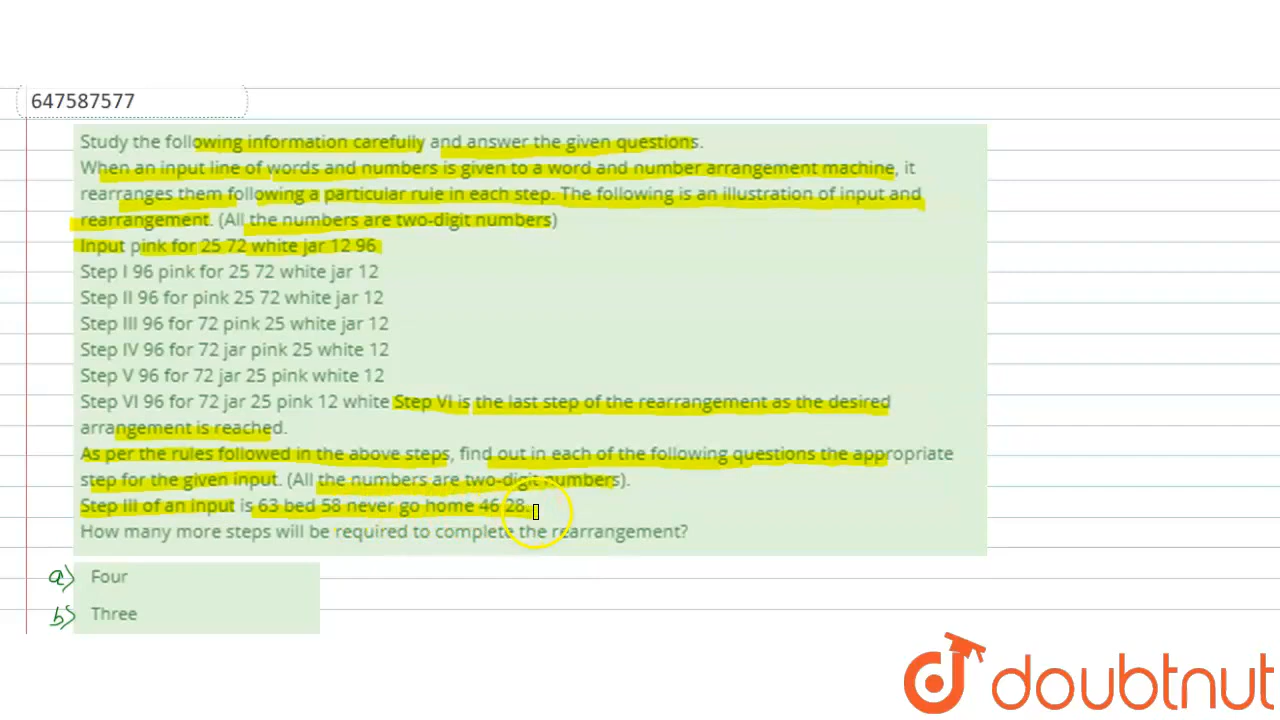 647587577
Study the following information carefully and answer the given questions.
When an input line of words and numbers is given to a word and number arrangement machine, it
rearranges them following a particular rule in each step. The following is an illustration of input and
rearrangement. (All the numbers are two-digit numbers)
Input pink for 25 72 white jar 12 96
Step I 96 pink for 25 72 white jar 12
Step II 96 for pink 25 72 white jar 12
Step III 96 for 72 pink 25 white jar 12
Step IV 96 for 72 jar pink 25 white 12
Step V 96 for 72 jar 25 pink white 12
Step VI 96 for 72 jar 25 pink 12 white Step VI is the last step of the rearrangement as the desired
arrangement is reached.
As per the rules followed in the above steps, find out in each of the following questions the appropriate
step for the given input. (All the numbers are two-digit numbers).
Step III of an input is 63 bed 58 never go home 46 28.
How many more steps will be required to complete the rearrangement?
a) Four
b) Three
doubtnut